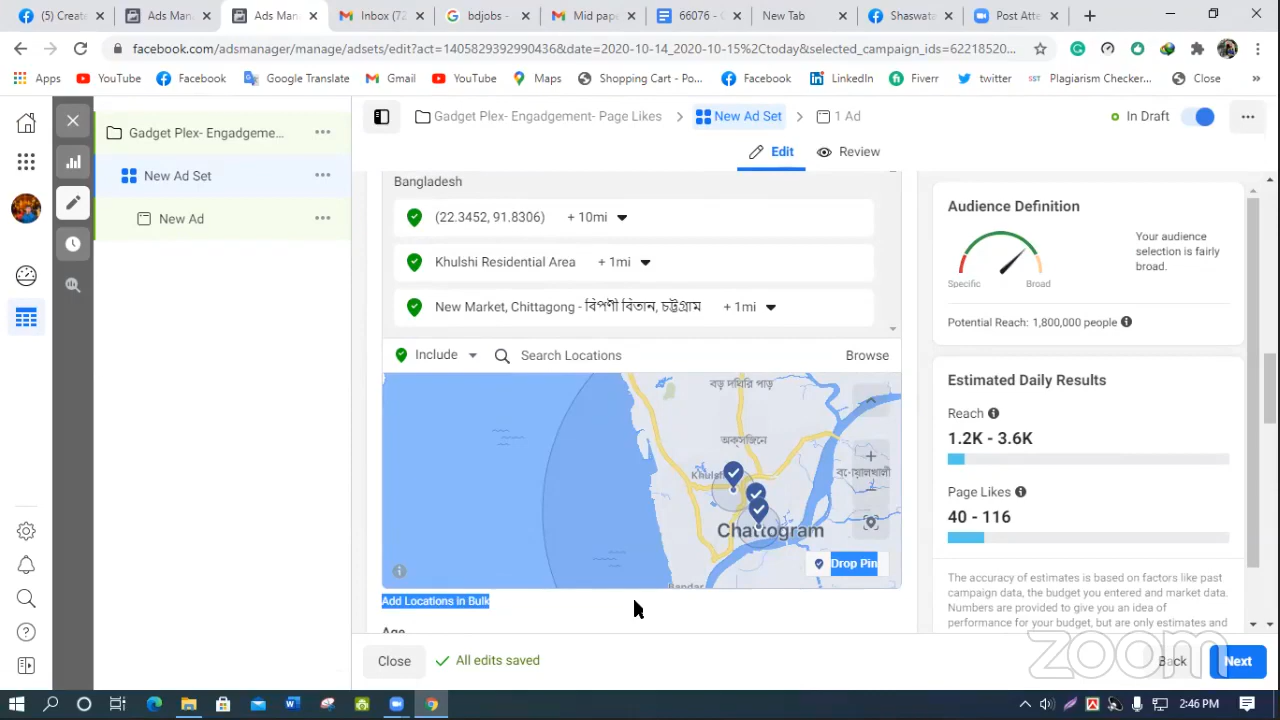 (5) Create
Ads Mana
Ads Mana
Inbox (7
bdjobs -
Mid pape
66076 - 
New Tab
Shaswata
Post Atte
facebook.com/adsmanager/manage/adsets/edit?act=1405829392990436&date=2020-10-14_2020-10-15%2Ctoday&selected_campaign_ids=62218520...
Apps
YouTube
Facebook
Google Translate
Gmail
YouTube
Maps
Shopping Cart - Po...
Facebook
LinkedIn
Fiverr
twitter
Plagiarism Checker...
Close
»
Gadget Plex- Engadgement- Page Likes > New Ad Set > 1 Ad
In Draft
Edit
Review
Gadget Plex- Engadgeme...
New Ad Set
New Ad
Bangladesh
(22.3452, 91.8306) + 10mi
Khulshi Residential Area + 1mi
New Market, Chittagong - বিপণী বিতান, চট্টগ্রাম + 1mi
Include
Search Locations
Browse
অক্সিজেন
Khulshi
Chattogram
Drop Pin
Add Locations in Bulk
Age
Audience Definition
Your audience
selection is fairly
broad.
Specific
Broad
Potential Reach: 1,800,000 people
Estimated Daily Results
Reach
1.2K - 3.6K
Page Likes
40 - 116
The accuracy of estimates is based on factors like past
campaign data, the budget you entered and market data.
Numbers are provided to give you an idea of
performance for your budget, but are only estimates and
Close
All edits saved
zoom
Back
Next
2:46 PM